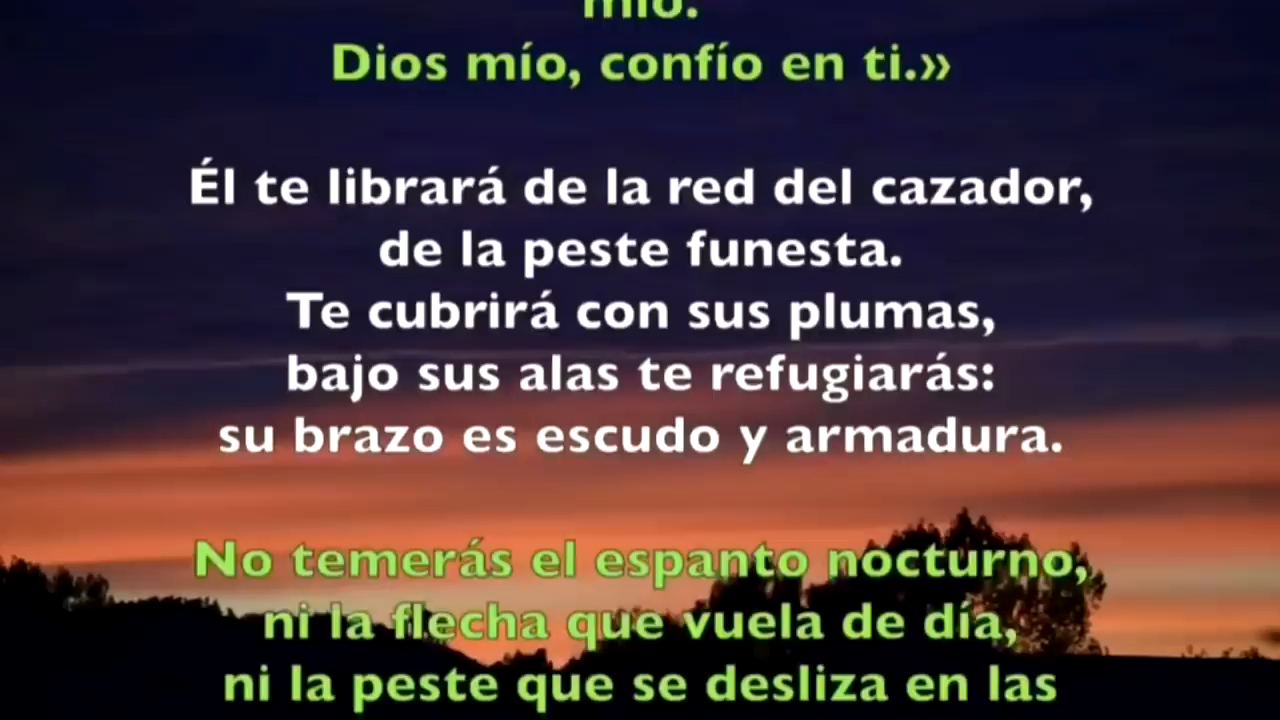 mío.
Dios mío, confío en ti.»
Él te librará de la red del cazador,
de la peste funesta.
Te cubrirá con sus plumas,
bajo sus alas te refugiarás:
su brazo es escudo y armadura.
No temerás el espanto nocturno,
ni la flecha que vuela de día,
ni la peste que se desliza en las